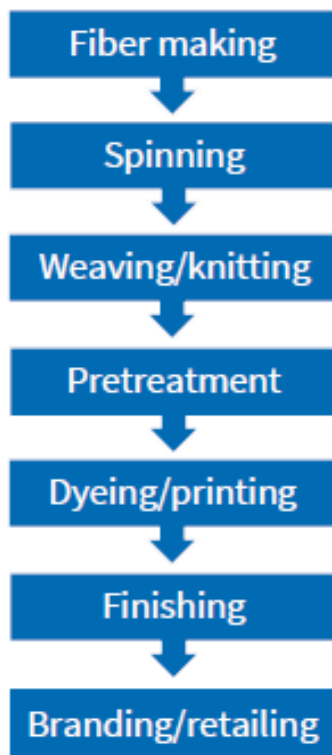 Fiber making
Spinning
Weaving/knitting
Pretreatment
Dyeing/printing
Finishing
Branding/retailing